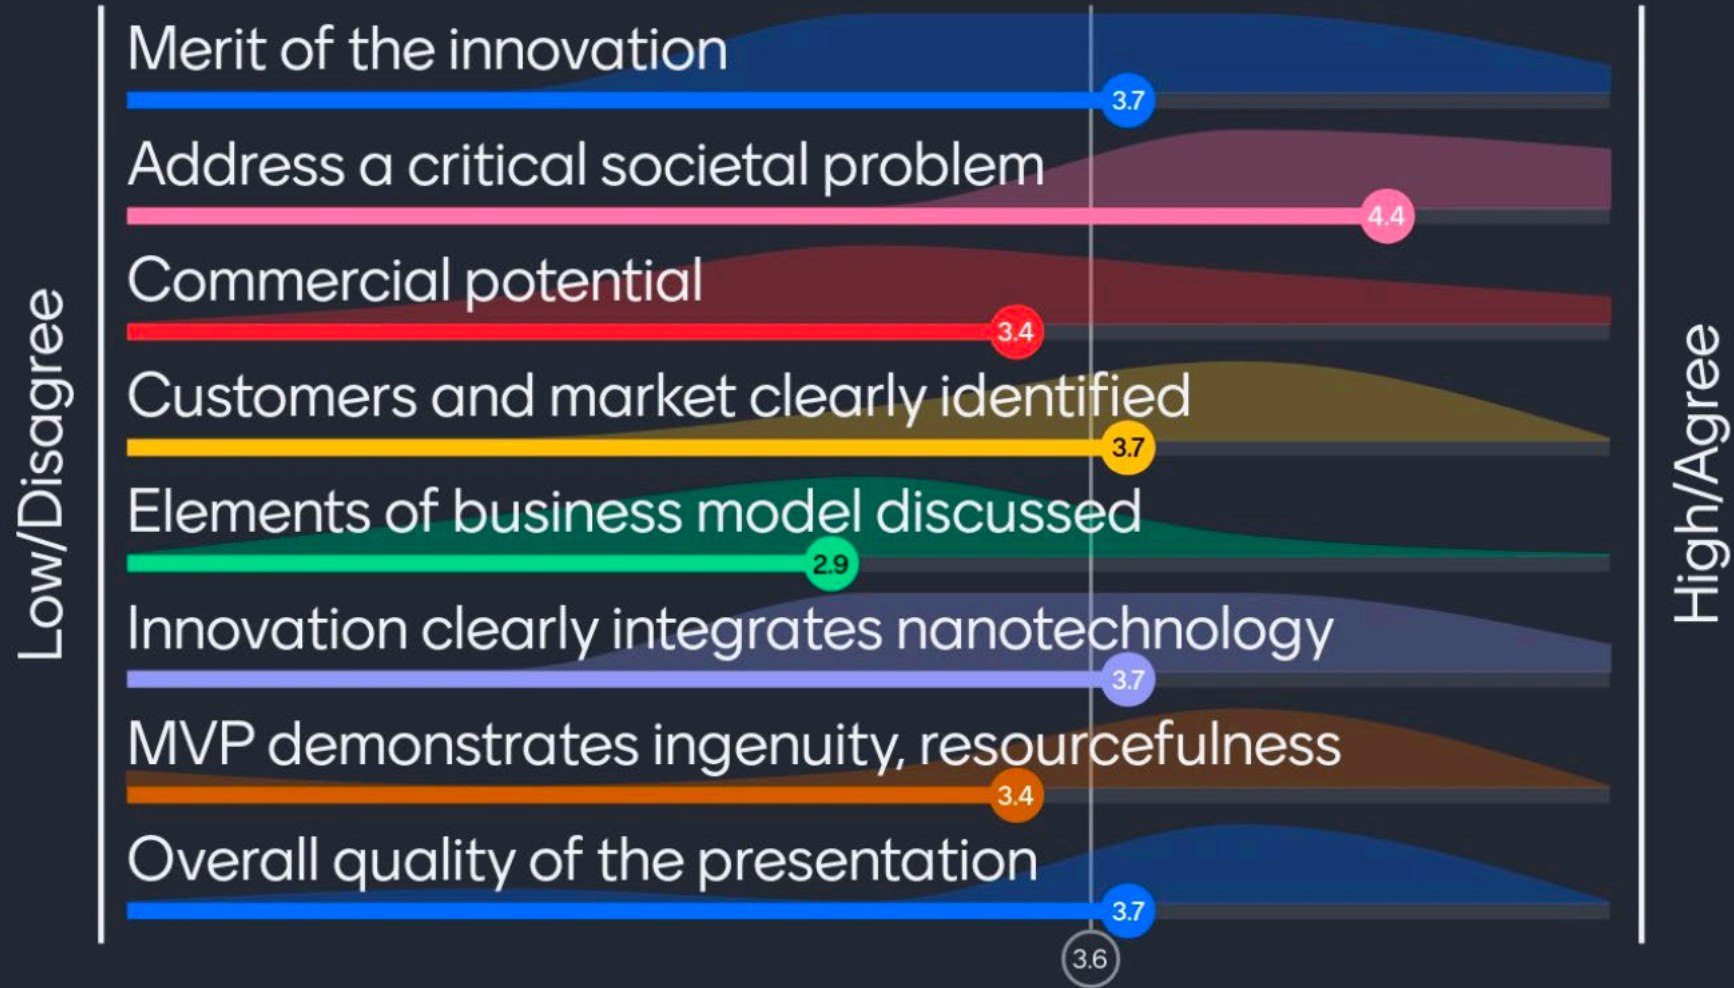 Merit of the innovation
3.7
Address a critical societal problem
4.4
Commercial potential
3.4
Customers and market clearly identified
3.7
Elements of business model discussed
2.9
Innovation clearly integrates nanotechnology
3.7
MVP demonstrates ingenuity, resourcefulness
3.4
Overall quality of the presentation
3.7
3.6
Low/Disagree
High/Agree